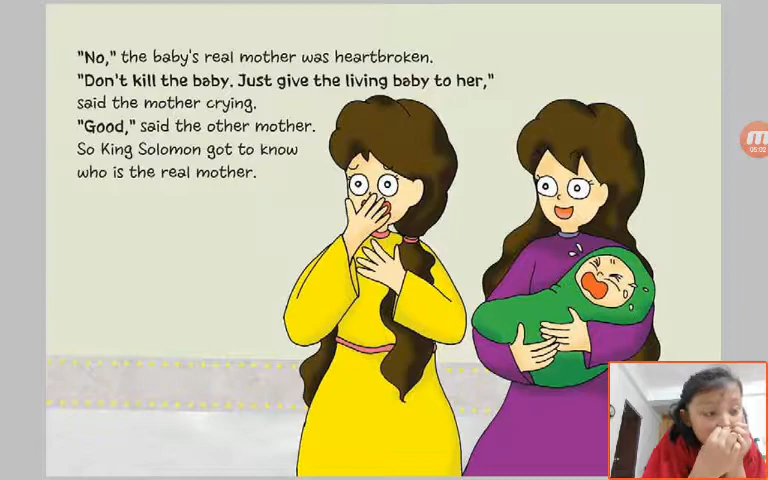 "No," the baby's real mother was heartbroken.
"Don't kill the baby. Just give the living baby to her,"
said the mother crying.
"Good," said the other mother.
So King Solomon got to know
who is the real mother.
05:02